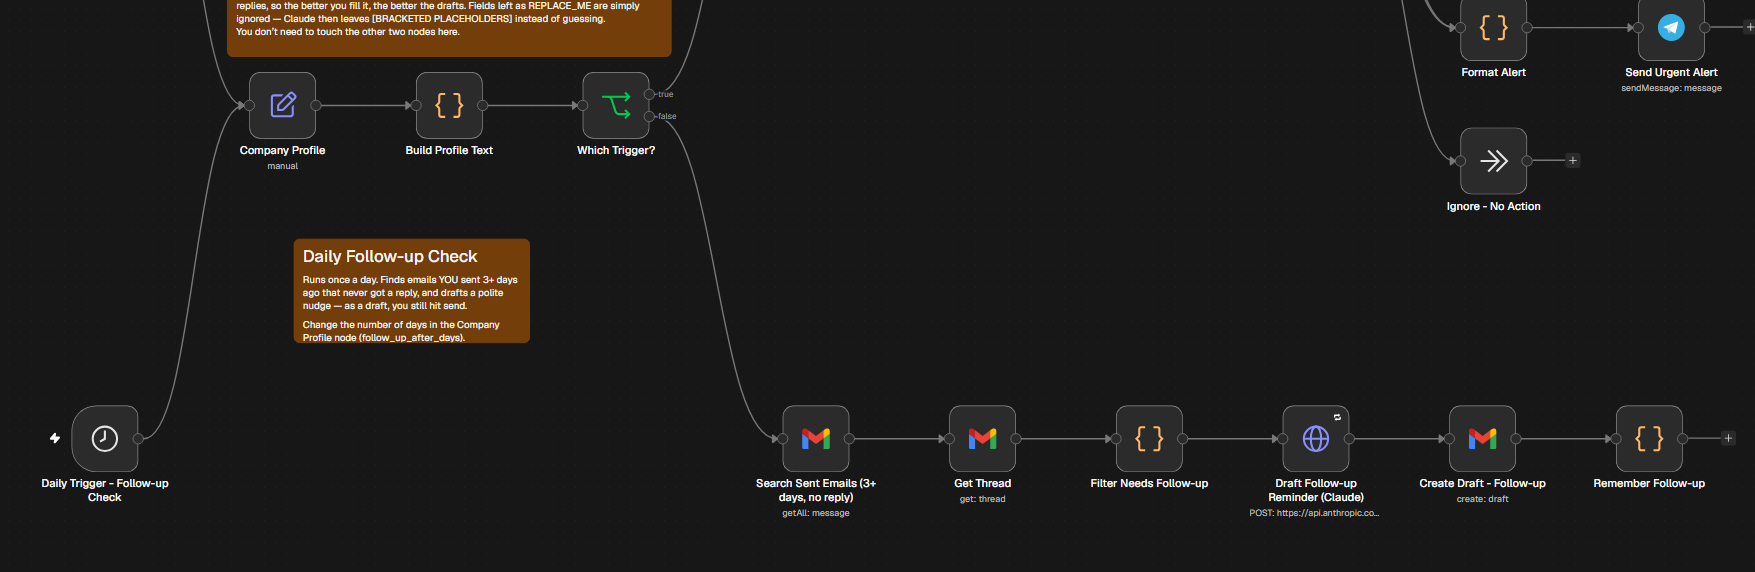 replies, so the better you fill it, the better the drafts. Fields left as REPLACE_ME are simply
ignored — Claude then leaves [BRACKETED PLACEHOLDERS] instead of guessing.
You don't need to touch the other two nodes here.
Format Alert
Send Urgent Alert
sendMessage: message
true
false
Company Profile
manual
Build Profile Text
Which Trigger?
Ignore - No Action
Daily Follow-up Check
Runs once a day. Finds emails YOU sent 3+ days
ago that never got a reply, and drafts a polite
nudge — as a draft, you still hit send.
Change the number of days in the Company
Profile node (follow_up_after_days).
Daily Trigger - Follow-up
Check
Search Sent Emails (3+
days, no reply)
getAll: message
Get Thread
get: thread
Filter Needs Follow-up
Draft Follow-up
Reminder (Claude)
POST: https://api.anthropic.co...
Create Draft - Follow-up
create: draft
Remember Follow-up